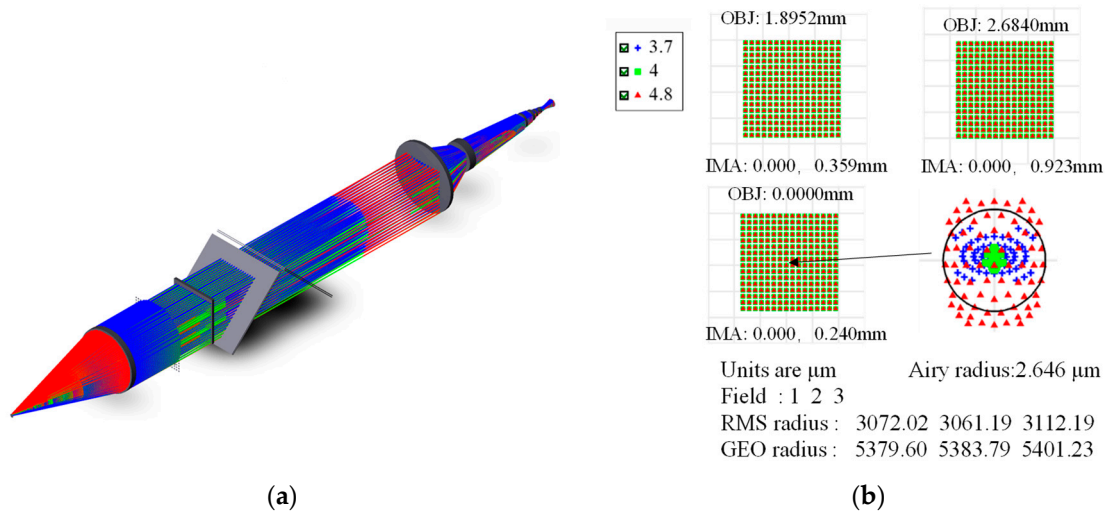 3.7
4
4.8
OBJ: 1.8952mm
OBJ: 2.6840mm
IMA: 0.000, 0.359mm
IMA: 0.000, 0.923mm
OBJ: 0.0000mm
IMA: 0.000, 0.240mm
Units are μm
Airy radius:2.646 μm
Field : 1 2 3
RMS radius : 3072.02 3061.19 3112.19
GEO radius : 5379.60 5383.79 5401.23
(a)
(b)